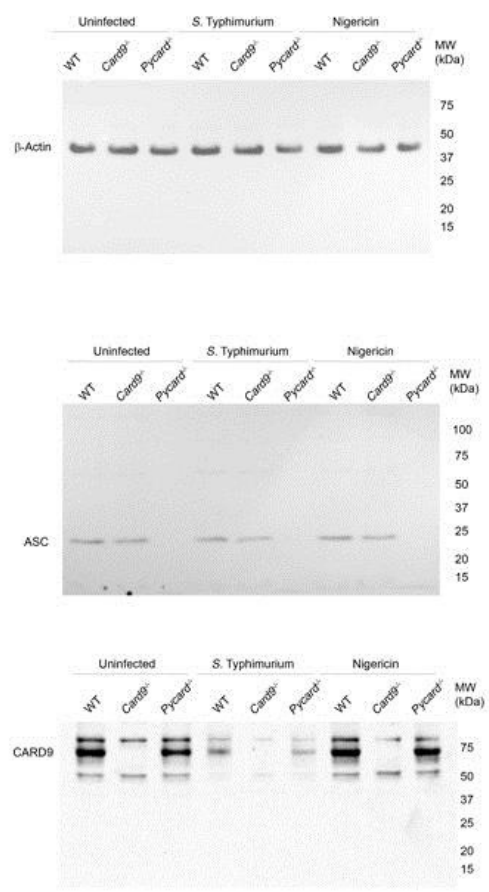 Uninfected S. Typhimurium Nigericin
WT Card9-/- Pycard-/- WT Card9-/- Pycard-/- WT Card9-/- Pycard-/-
MW
(kDa)
75
β-Actin
50
37
25
20
15
Uninfected S. Typhimurium Nigericin
WT Card9-/- Pycard-/- WT Card9-/- Pycard-/- WT Card9-/- Pycard-/-
MW
(kDa)
100
75
50
37
25
ASC
20
15
Uninfected S. Typhimurium Nigericin
WT Card9-/- Pycard-/- WT Card9-/- Pycard-/- WT Card9-/- Pycard-/-
MW
(kDa)
CARD9
75
50
37
25
20
15